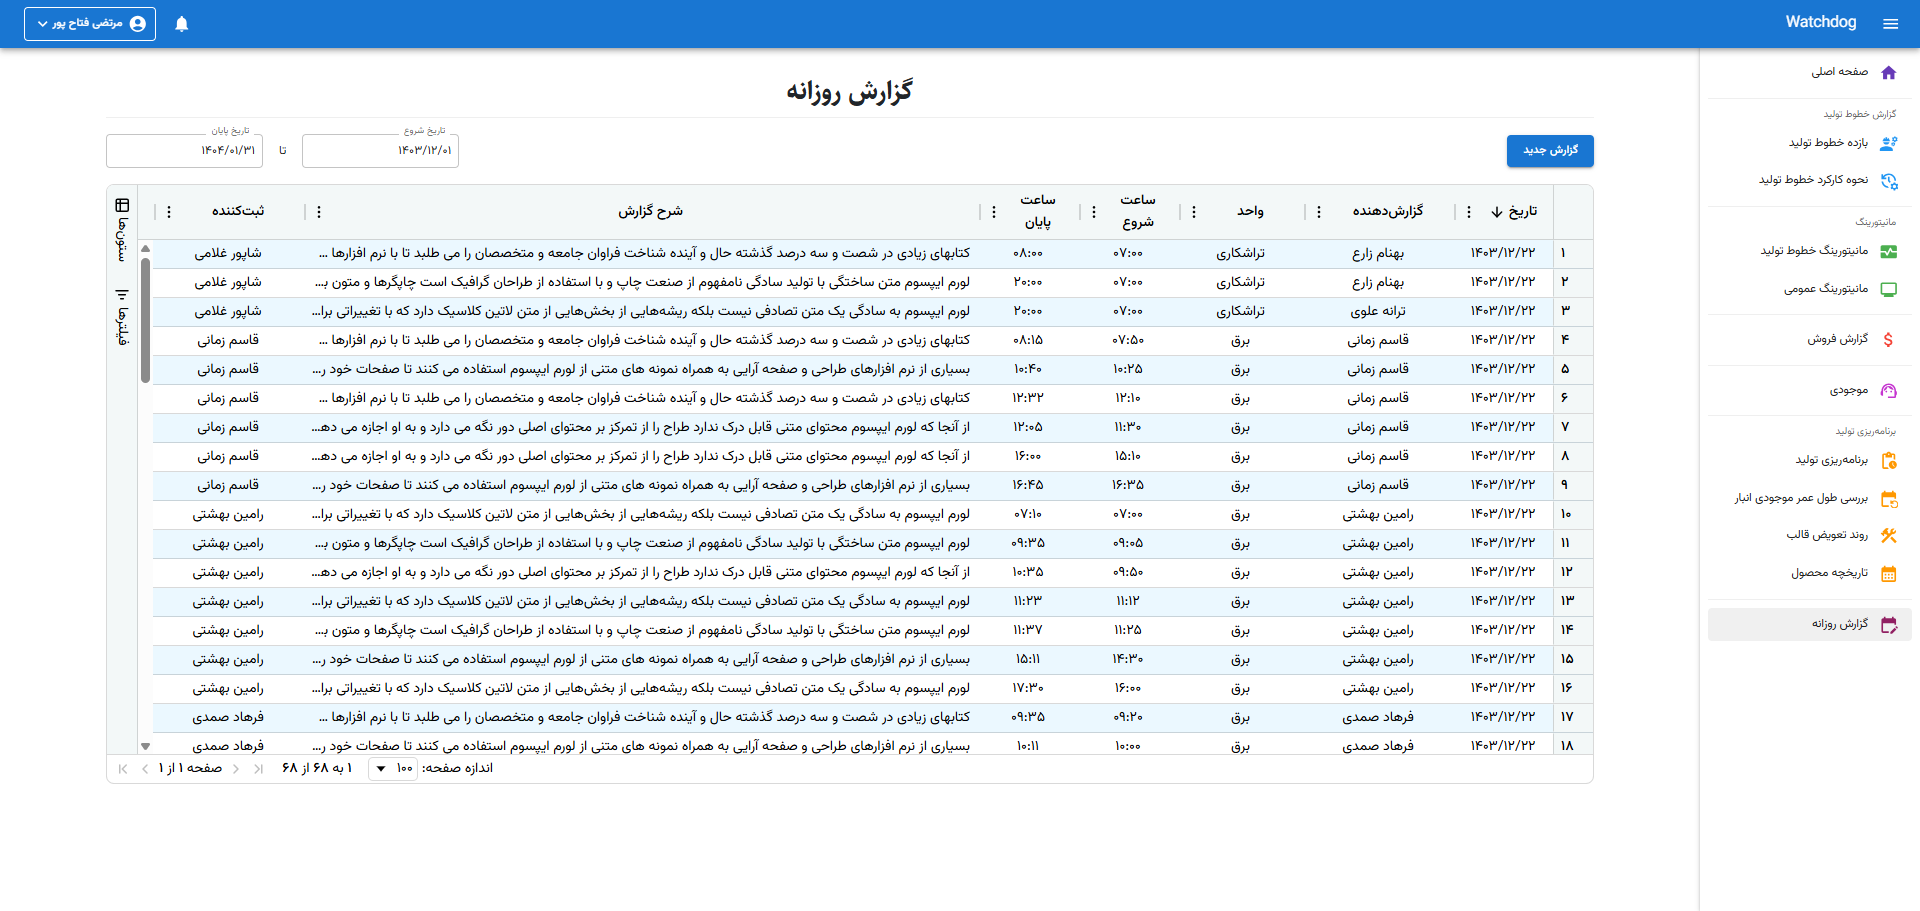 Watchdog
مرتضی فتاح پور
صفحه اصلی
گزارش خطوط تولید
بازده خطوط تولید
نحوه کارکرد خطوط تولید
مانیتورینگ
مانیتورینگ خطوط تولید
مانیتورینگ عمومی
گزارش فروش
موجودی
برنامه‌ریزی تولید
برنامه‌ریزی تولید
بررسی طول عمر موجودی انبار
روند تعویض قالب
تاریخچه محصول
گزارش روزانه
گزارش روزانه
گزارش جدید
تاریخ شروع
۱۴۰۳/۱۲/۰۱
تا
تاریخ پایان
۱۴۰۴/۰۱/۳۱
تاریخ گزارش‌دهنده واحد ساعت شروع ساعت پایان شرح گزارش ثبت‌کننده
۱ ۱۴۰۳/۱۲/۲۲ بهنام زارع تراشکاری ۰۷:۰۰ ۰۸:۰۰ کتابهای زیادی در شصت و سه درصد گذشته حال و آینده شناخت فراوان جامعه و متخصصان را می طلبد تا با نرم افزارها ... شاپور غلامی
۲ ۱۴۰۳/۱۲/۲۲ بهنام زارع تراشکاری ۰۷:۰۰ ۲۰:۰۰ لورم ایپسوم متن ساختگی با تولید سادگی نامفهوم از صنعت چاپ و با استفاده از طراحان گرافیک است چاپگرها و متون ب... شاپور غلامی
۳ ۱۴۰۳/۱۲/۲۲ ترانه علوی تراشکاری ۰۷:۰۰ ۲۰:۰۰ لورم ایپسوم به سادگی یک متن تصادفی نیست بلکه ریشه‌هایی از بخش‌هایی از متن لاتین کلاسیک دارد که با تغییراتی برا... شاپور غلامی
۴ ۱۴۰۳/۱۲/۲۲ قاسم زمانی برق ۰۷:۵۰ ۰۸:۱۵ کتابهای زیادی در شصت و سه درصد گذشته حال و آینده شناخت فراوان جامعه و متخصصان را می طلبد تا با نرم افزارها ... قاسم زمانی
۵ ۱۴۰۳/۱۲/۲۲ قاسم زمانی برق ۱۰:۲۵ ۱۰:۴۰ بسیاری از نرم افزارهای طراحی و صفحه آرایی به همراه نمونه های متنی از لورم ایپسوم استفاده می کنند تا صفحات خود ر... قاسم زمانی
۶ ۱۴۰۳/۱۲/۲۲ قاسم زمانی برق ۱۲:۱۰ ۱۲:۳۲ کتابهای زیادی در شصت و سه درصد گذشته حال و آینده شناخت فراوان جامعه و متخصصان را می طلبد تا با نرم افزارها ... قاسم زمانی
۷ ۱۴۰۳/۱۲/۲۲ قاسم زمانی برق ۱۱:۳۰ ۱۲:۰۵ از آنجا که لورم ایپسوم محتوای متنی قابل درک ندارد طراح را از تمرکز بر محتوای اصلی دور نگه می دارد و به او اجازه می دهـ... قاسم زمانی
۸ ۱۴۰۳/۱۲/۲۲ قاسم زمانی برق ۱۵:۱۰ ۱۶:۰۰ از آنجا که لورم ایپسوم محتوای متنی قابل درک ندارد طراح را از تمرکز بر محتوای اصلی دور نگه می دارد و به او اجازه می دهـ... قاسم زمانی
۹ ۱۴۰۳/۱۲/۲۲ قاسم زمانی برق ۱۶:۳۵ ۱۶:۴۵ بسیاری از نرم افزارهای طراحی و صفحه آرایی به همراه نمونه های متنی از لورم ایپسوم استفاده می کنند تا صفحات خود ر... قاسم زمانی
۱۰ ۱۴۰۳/۱۲/۲۲ رامین بهشتی برق ۰۷:۰۰ ۰۷:۱۰ لورم ایپسوم به سادگی یک متن تصادفی نیست بلکه ریشه‌هایی از بخش‌هایی از متن لاتین کلاسیک دارد که با تغییراتی برا... رامین بهشتی
۱۱ ۱۴۰۳/۱۲/۲۲ رامین بهشتی برق ۰۹:۰۵ ۰۹:۳۵ لورم ایپسوم متن ساختگی با تولید سادگی نامفهوم از صنعت چاپ و با استفاده از طراحان گرافیک است چاپگرها و متون ب... رامین بهشتی
۱۲ ۱۴۰۳/۱۲/۲۲ رامین بهشتی برق ۰۹:۵۰ ۱۰:۳۵ از آنجا که لورم ایپسوم محتوای متنی قابل درک ندارد طراح را از تمرکز بر محتوای اصلی دور نگه می دارد و به او اجازه می دهـ... رامین بهشتی
۱۳ ۱۴۰۳/۱۲/۲۲ رامین بهشتی برق ۱۱:۱۲ ۱۱:۲۳ لورم ایپسوم به سادگی یک متن تصادفی نیست بلکه ریشه‌هایی از بخش‌هایی از متن لاتین کلاسیک دارد که با تغییراتی برا... رامین بهشتی
۱۴ ۱۴۰۳/۱۲/۲۲ رامین بهشتی برق ۱۱:۲۵ ۱۱:۳۷ لورم ایپسوم متن ساختگی با تولید سادگی نامفهوم از صنعت چاپ و با استفاده از طراحان گرافیک است چاپگرها و متون ب... رامین بهشتی
۱۵ ۱۴۰۳/۱۲/۲۲ رامین بهشتی برق ۱۴:۳۰ ۱۵:۱۱ بسیاری از نرم افزارهای طراحی و صفحه آرایی به همراه نمونه های متنی از لورم ایپسوم استفاده می کنند تا صفحات خود ر... رامین بهشتی
۱۶ ۱۴۰۳/۱۲/۲۲ رامین بهشتی برق ۱۶:۰۰ ۱۷:۳۰ لورم ایپسوم به سادگی یک متن تصادفی نیست بلکه ریشه‌هایی از بخش‌هایی از متن لاتین کلاسیک دارد که با تغییراتی برا... رامین بهشتی
۱۷ ۱۴۰۳/۱۲/۲۲ فرهاد صمدی برق ۰۹:۲۰ ۰۹:۳۵ کتابهای زیادی در شصت و سه درصد گذشته حال و آینده شناخت فراوان جامعه و متخصصان را می طلبد تا با نرم افزارها ... فرهاد صمدی
۱۸ ۱۴۰۳/۱۲/۲۲ فرهاد صمدی برق ۱۰:۰۰ ۱۰:۱۱ بسیاری از نرم افزارهای طراحی و صفحه آرایی به همراه نمونه های متنی از لورم ایپسوم استفاده می کنند تا صفحات خود ر... فرهاد صمدی
ستون‌ها
فیلترها
اندازه صفحه: ۱۰۰ ۱ به ۶۸ از ۶۸ صفحه ۱ از ۱